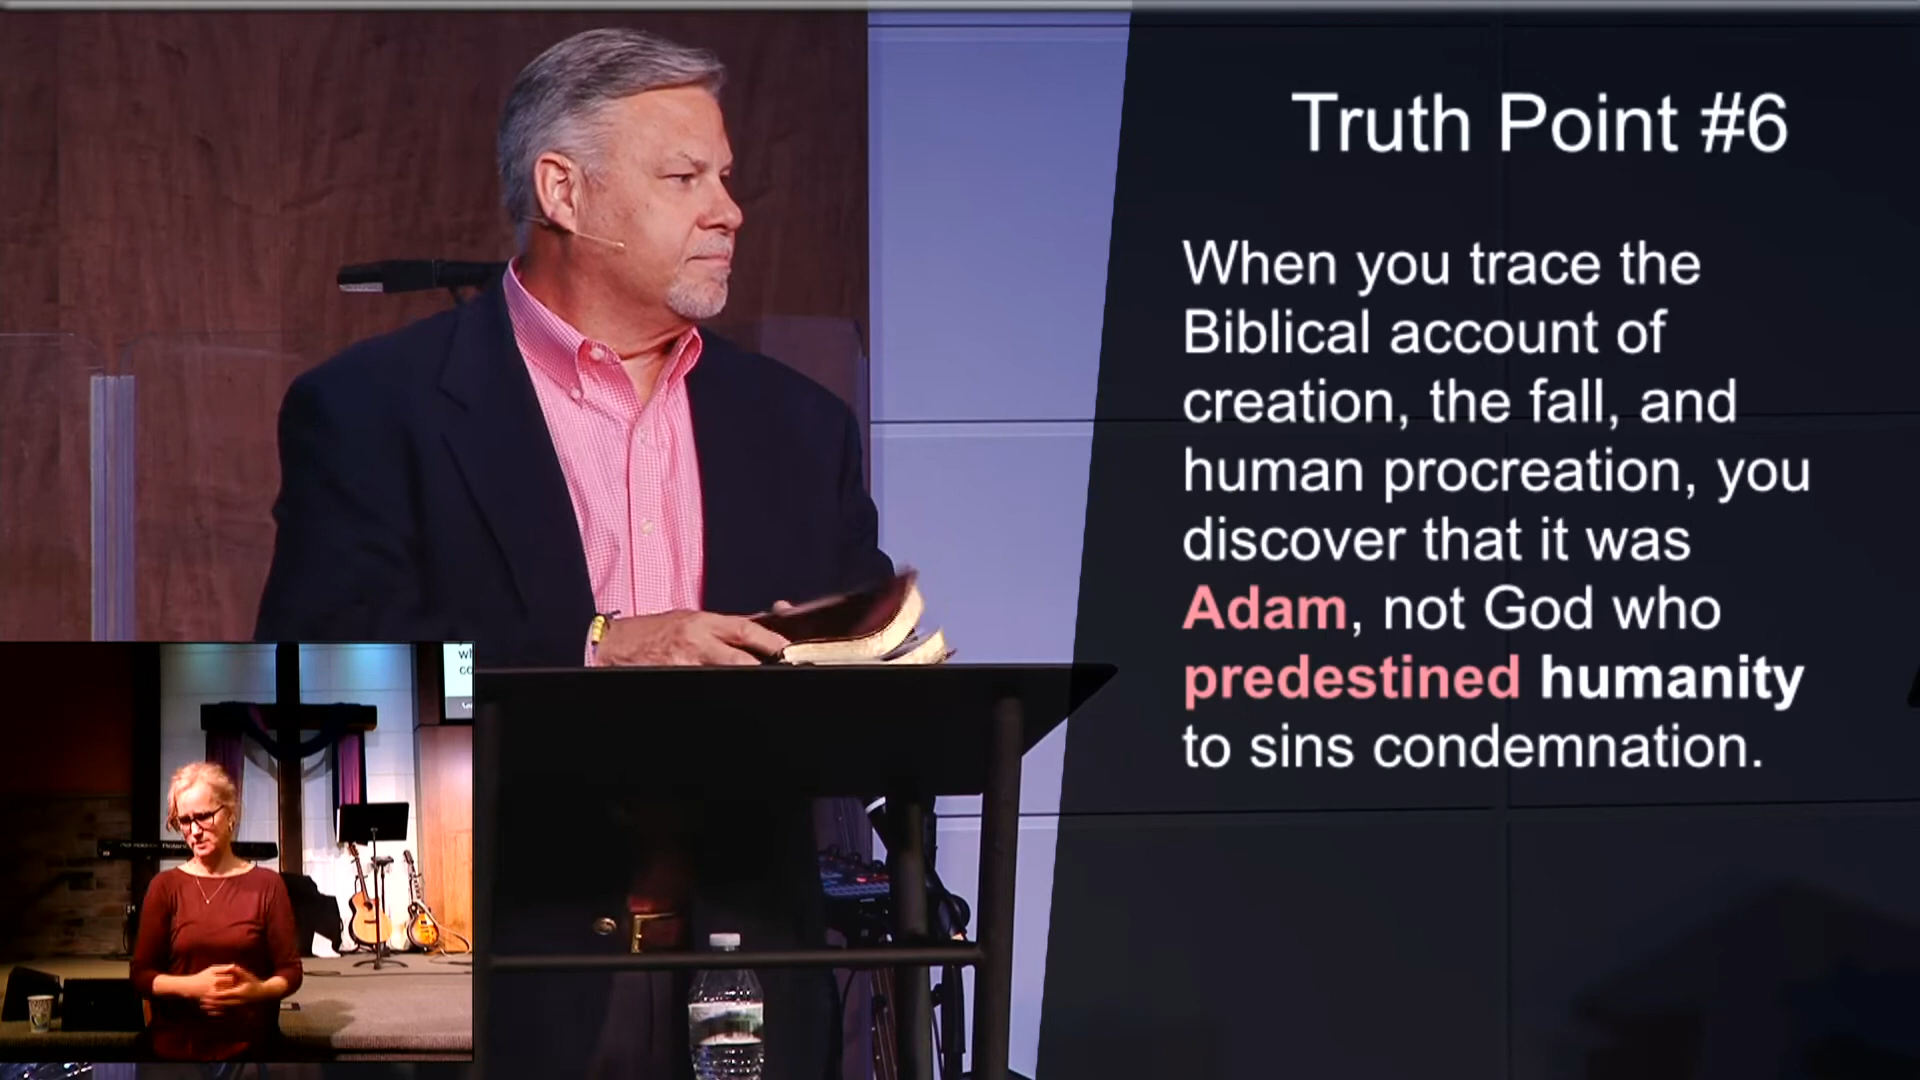 Truth Point #6
When you trace the
Biblical account of
creation, the fall, and
human procreation, you
discover that it was
Adam, not God who
predestined humanity
to sins condemnation.
Roland